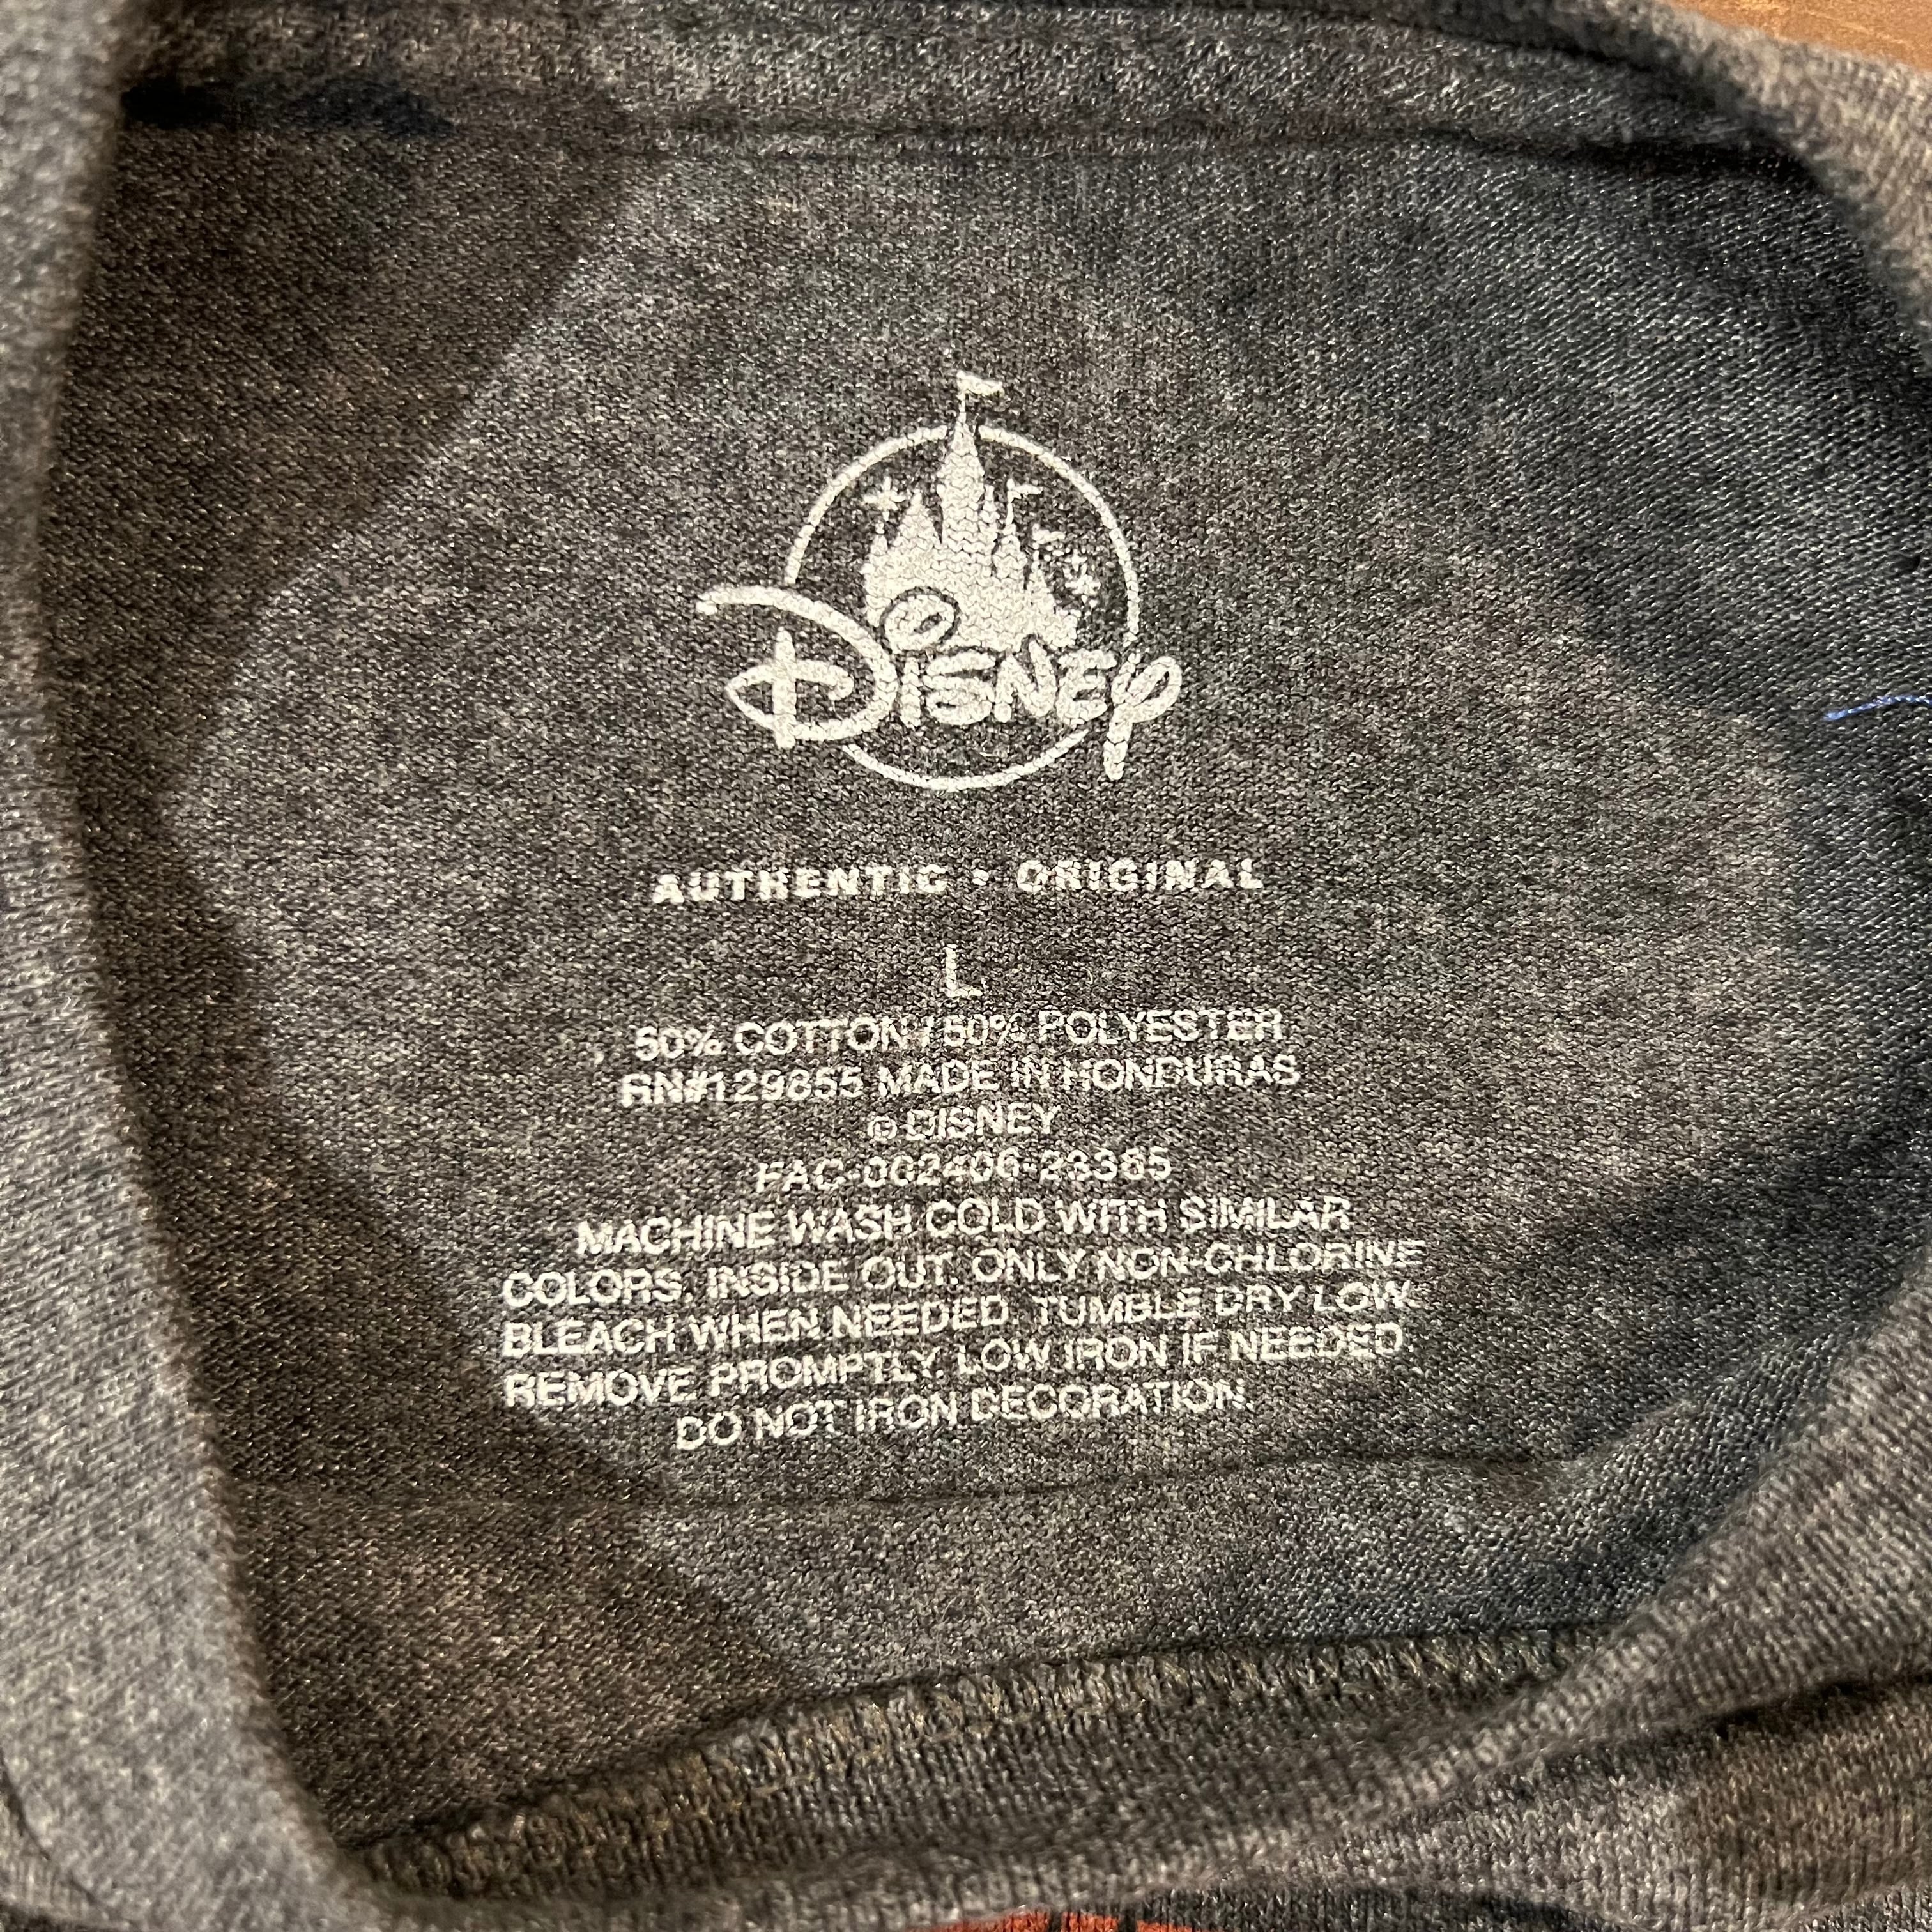 Disney
AUTHENTIC • ORIGINAL
L
50% COTTON / 50% POLYESTER
RN#129855 MADE IN HONDURAS
© DISNEY
FAC-002406-23365
MACHINE WASH COLD WITH SIMILAR
COLORS, INSIDE OUT. ONLY NON-CHLORINE
BLEACH WHEN NEEDED. TUMBLE DRY LOW.
REMOVE PROMPTLY. LOW IRON IF NEEDED.
DO NOT IRON DECORATION